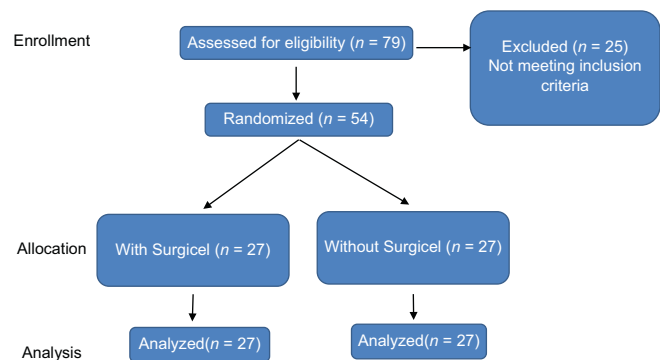 Enrollment
Assessed for eligibility (n = 79)
Excluded (n = 25)
Not meeting inclusion
criteria
Randomized (n = 54)
Allocation
With Surgicel (n = 27)
Without Surgicel (n = 27)
Analysis
Analyzed(n = 27)
Analyzed(n = 27)